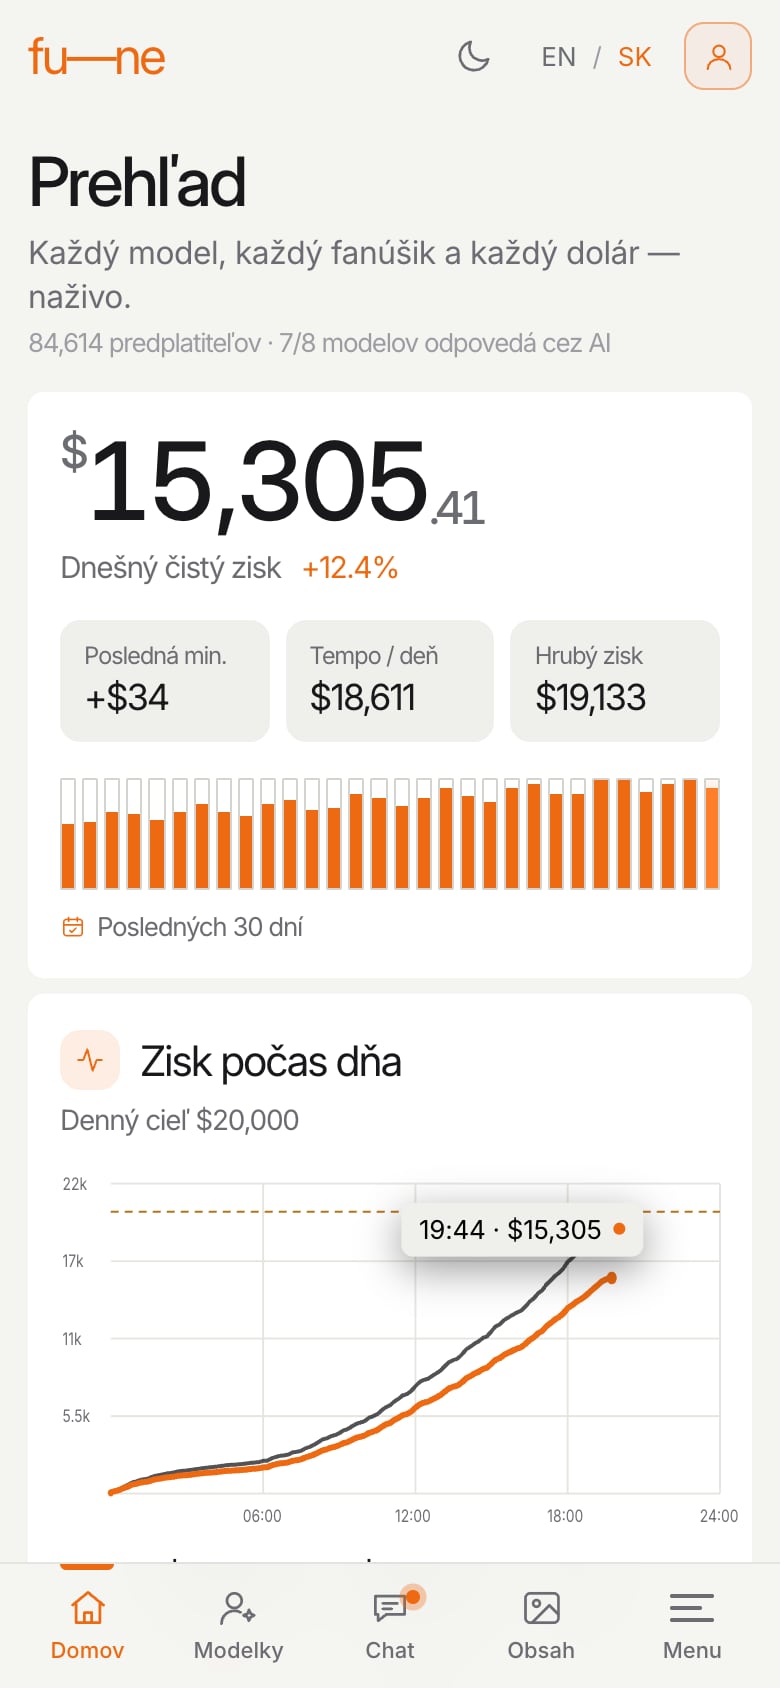 fu—ne
EN / SK
Prehľad
Každý model, každý fanúšik a každý dolár —
naživo.
84,614 predplatiteľov · 7/8 modelov odpovedá cez AI
$15,305.41
Dnešný čistý zisk +12.4%
Posledná min.
+$34
Tempo / deň
$18,611
Hrubý zisk
$19,133
Posledných 30 dní
Zisk počas dňa
Denný cieľ $20,000
22k
19:44 · $15,305
17k
11k
5.5k
06:00 12:00 18:00 24:00
Domov Modelky Chat Obsah Menu